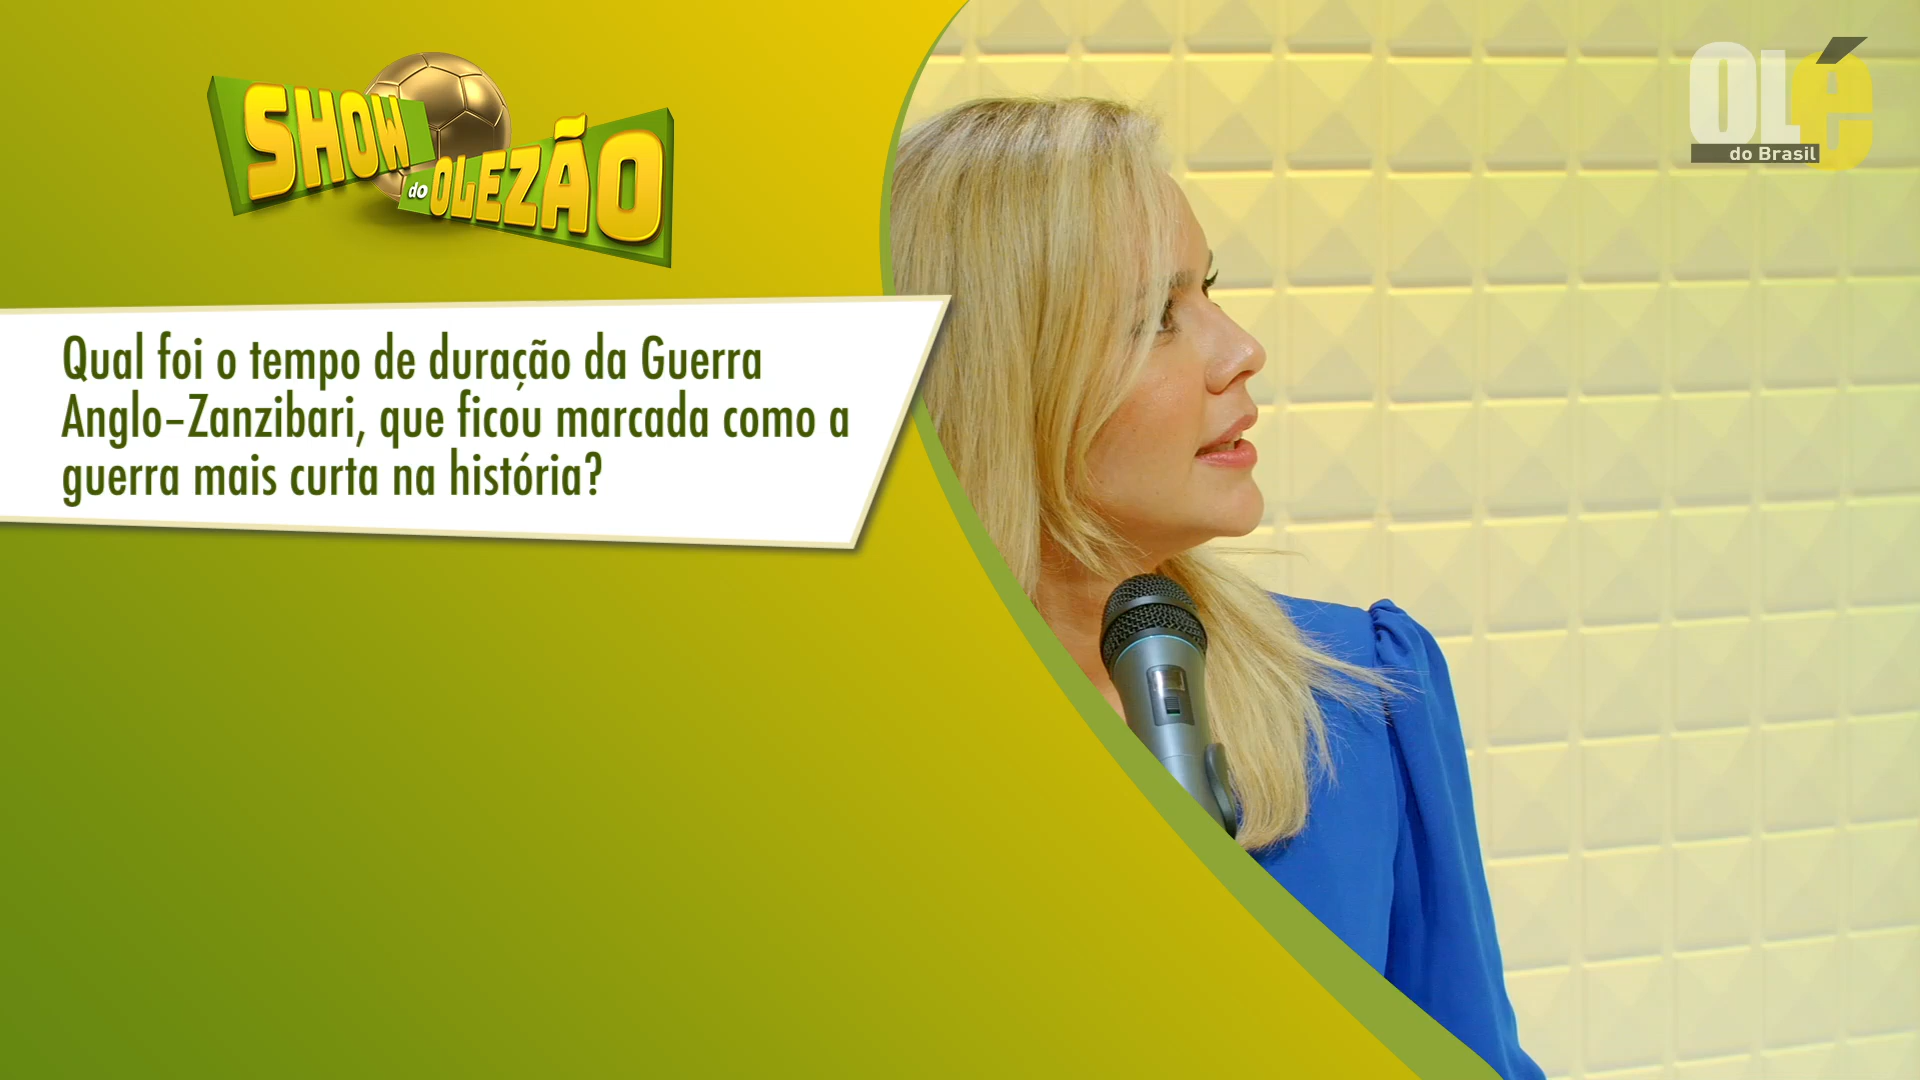 SHOW
do OLEZÃO
OLé
do Brasil
Qual foi o tempo de duração da Guerra
Anglo–Zanzibari, que ficou marcada como a
guerra mais curta na história?